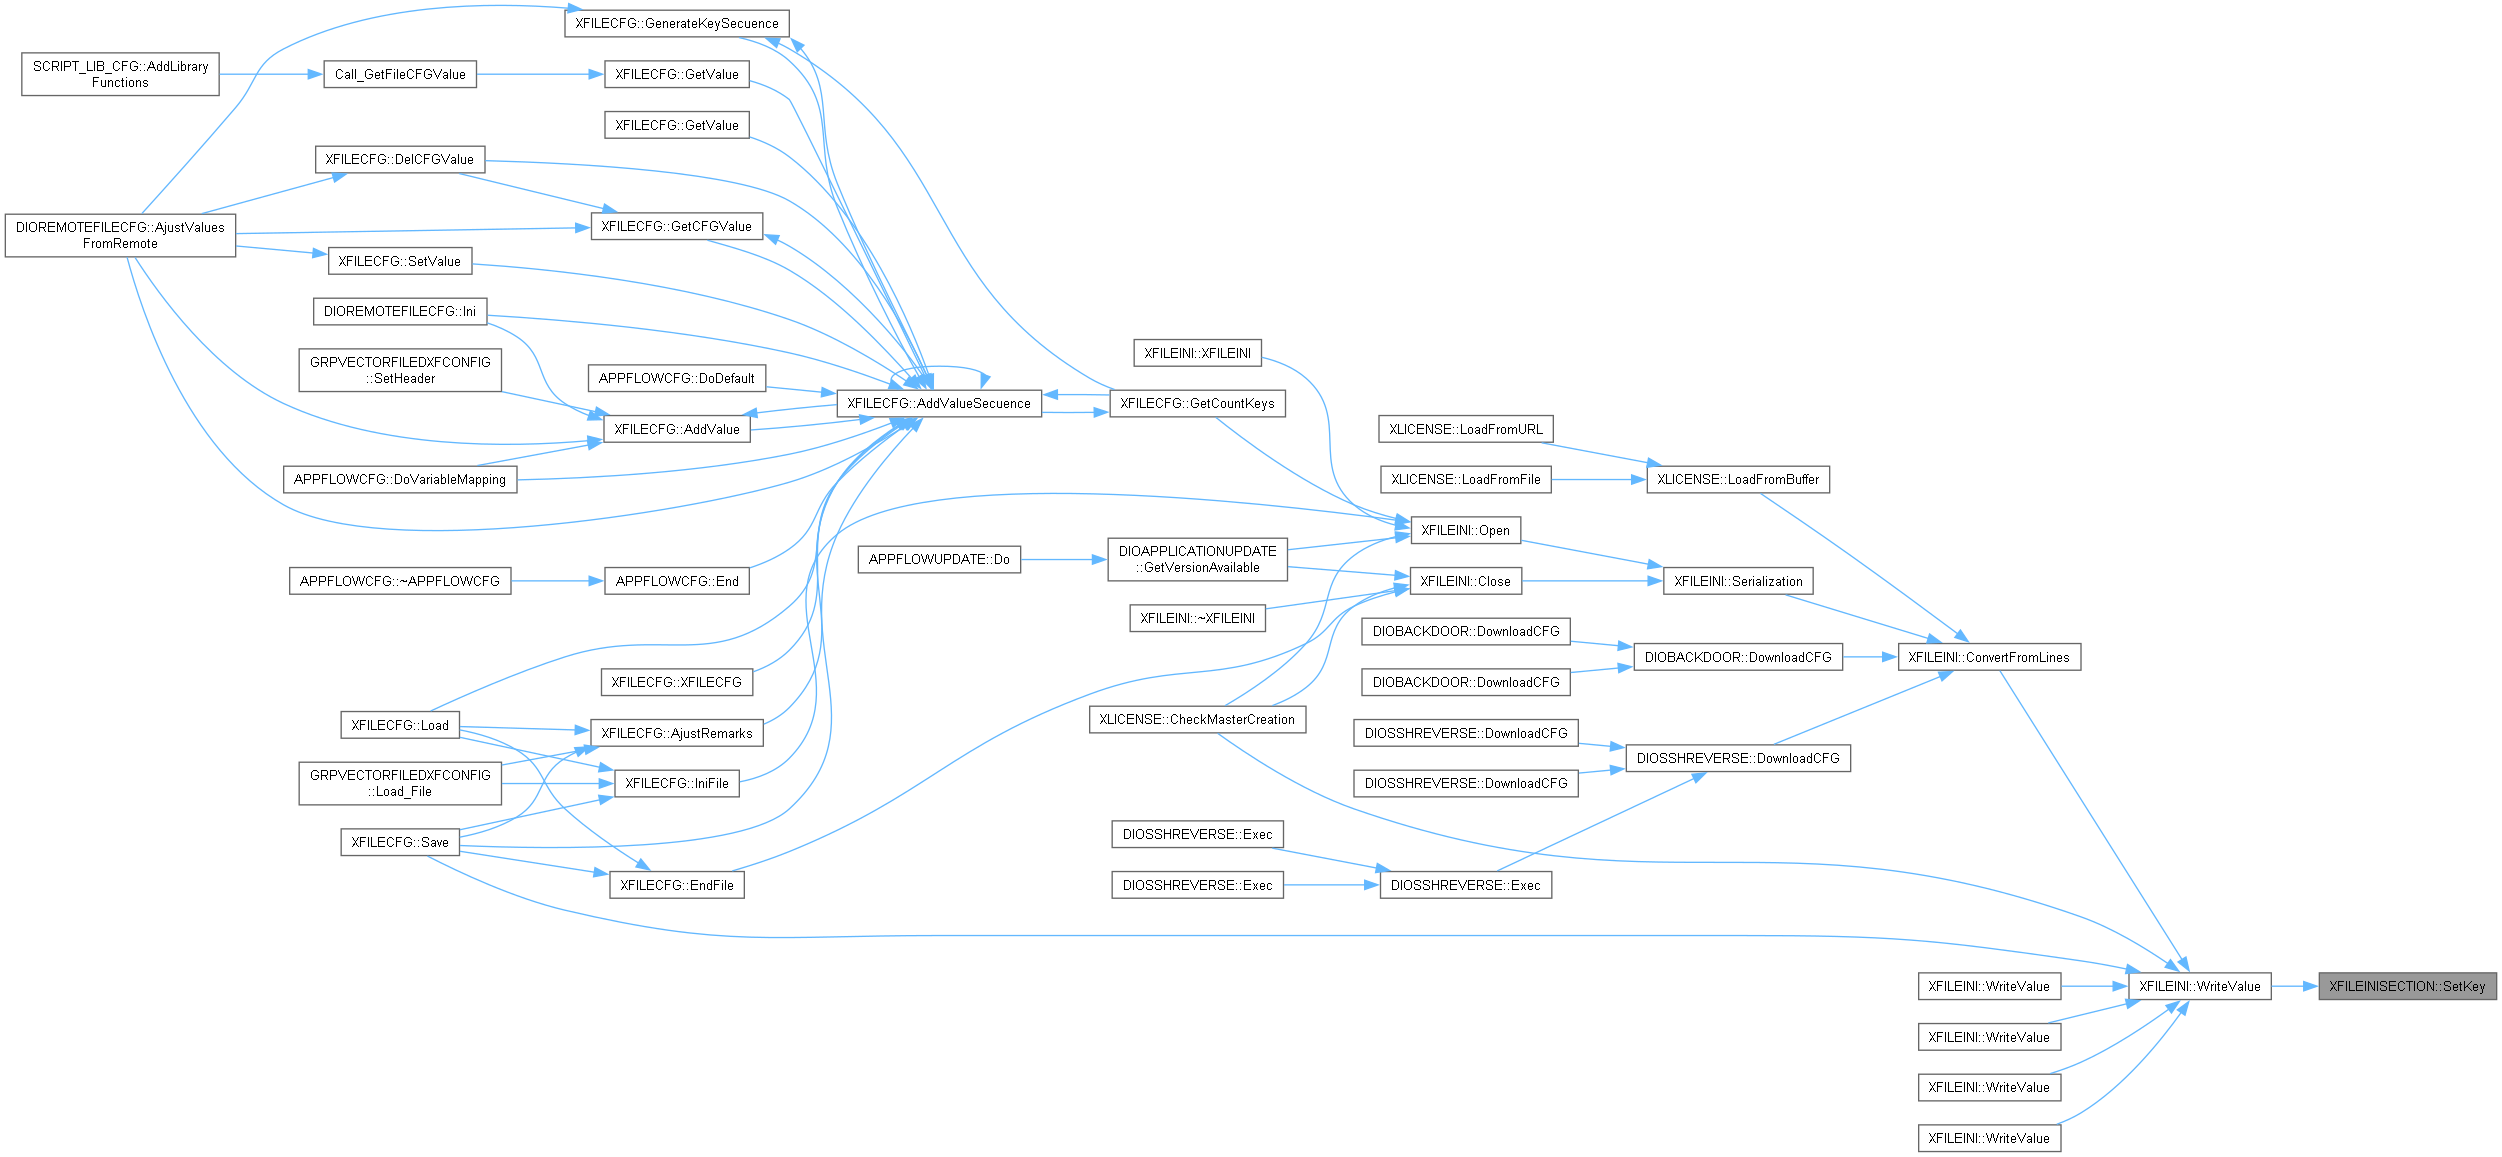 XFILECFG::GenerateKeySecuence
SCRIPT_LIB_CFG::AddLibrary
Functions
Call_GetFileCFGValue
XFILECFG::GetValue
XFILECFG::GetValue
XFILECFG::DelCFGValue
DIOREMOTEFILECFG::AjustValues
FromRemote
XFILECFG::GetCFGValue
XFILECFG::SetValue
DIOREMOTEFILECFG::Ini
GRPVECTORFILEDXFCONFIG
::SetHeader
APPFLOWCFG::DoDefault
XFILECFG::AddValue
APPFLOWCFG::DoVariableMapping
XFILECFG::AddValueSecuence
XFILEINI::XFILEINI
XFILECFG::GetCountKeys
XLICENSE::LoadFromURL
XLICENSE::LoadFromFile
XLICENSE::LoadFromBuffer
XFILEINI::Open
APPFLOWUPDATE::Do
DIOAPPLICATIONUPDATE
::GetVersionAvailable
APPFLOWCFG::~APPFLOWCFG
APPFLOWCFG::End
XFILEINI::Close
XFILEINI::Serialization
XFILEINI::~XFILEINI
DIOBACKDOOR::DownloadCFG
DIOBACKDOOR::DownloadCFG
DIOBACKDOOR::DownloadCFG
XFILEINI::ConvertFromLines
XFILECFG::XFILECFG
XFILECFG::Load
XFILECFG::AjustRemarks
XLICENSE::CheckMasterCreation
DIOSSHREVERSE::DownloadCFG
DIOSSHREVERSE::DownloadCFG
DIOSSHREVERSE::DownloadCFG
GRPVECTORFILEDXFCONFIG
::Load_File
XFILECFG::IniFile
XFILECFG::Save
XFILECFG::EndFile
DIOSSHREVERSE::Exec
DIOSSHREVERSE::Exec
DIOSSHREVERSE::Exec
XFILEINI::WriteValue
XFILEINI::WriteValue
XFILEINISECTION::SetKey
XFILEINI::WriteValue
XFILEINI::WriteValue
XFILEINI::WriteValue